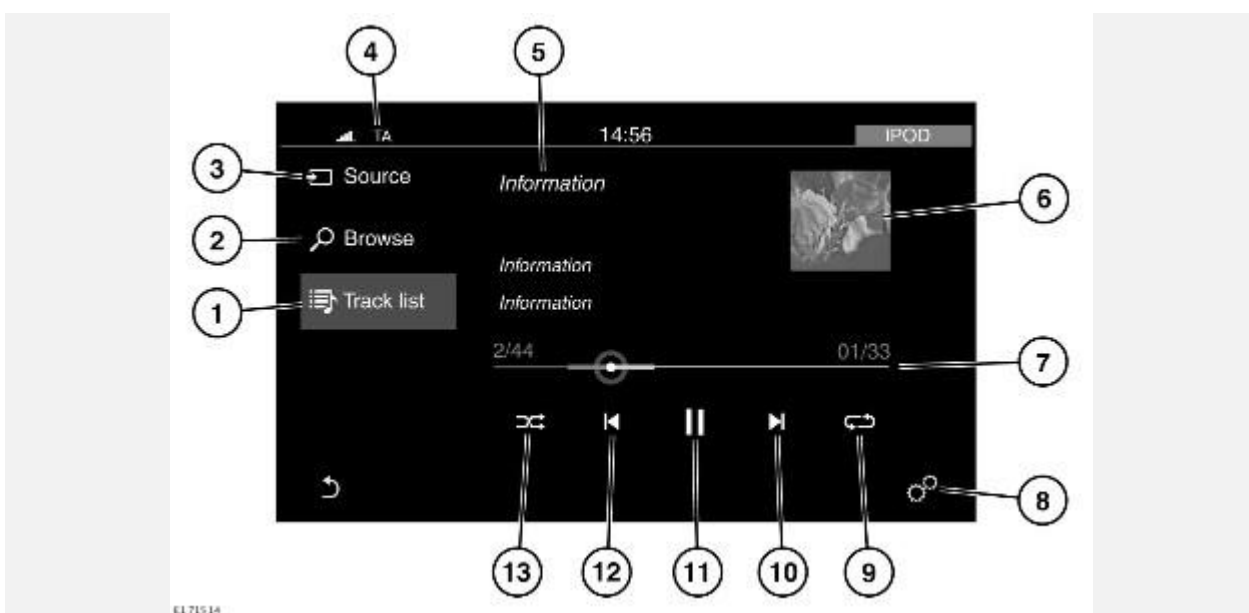 4
5
TA
14:56
IPOD
3
Source
Information
6
2
Browse
Information
1
Track list
Information
2/44
01/33
7
8
13
12
11
10
9
E171514